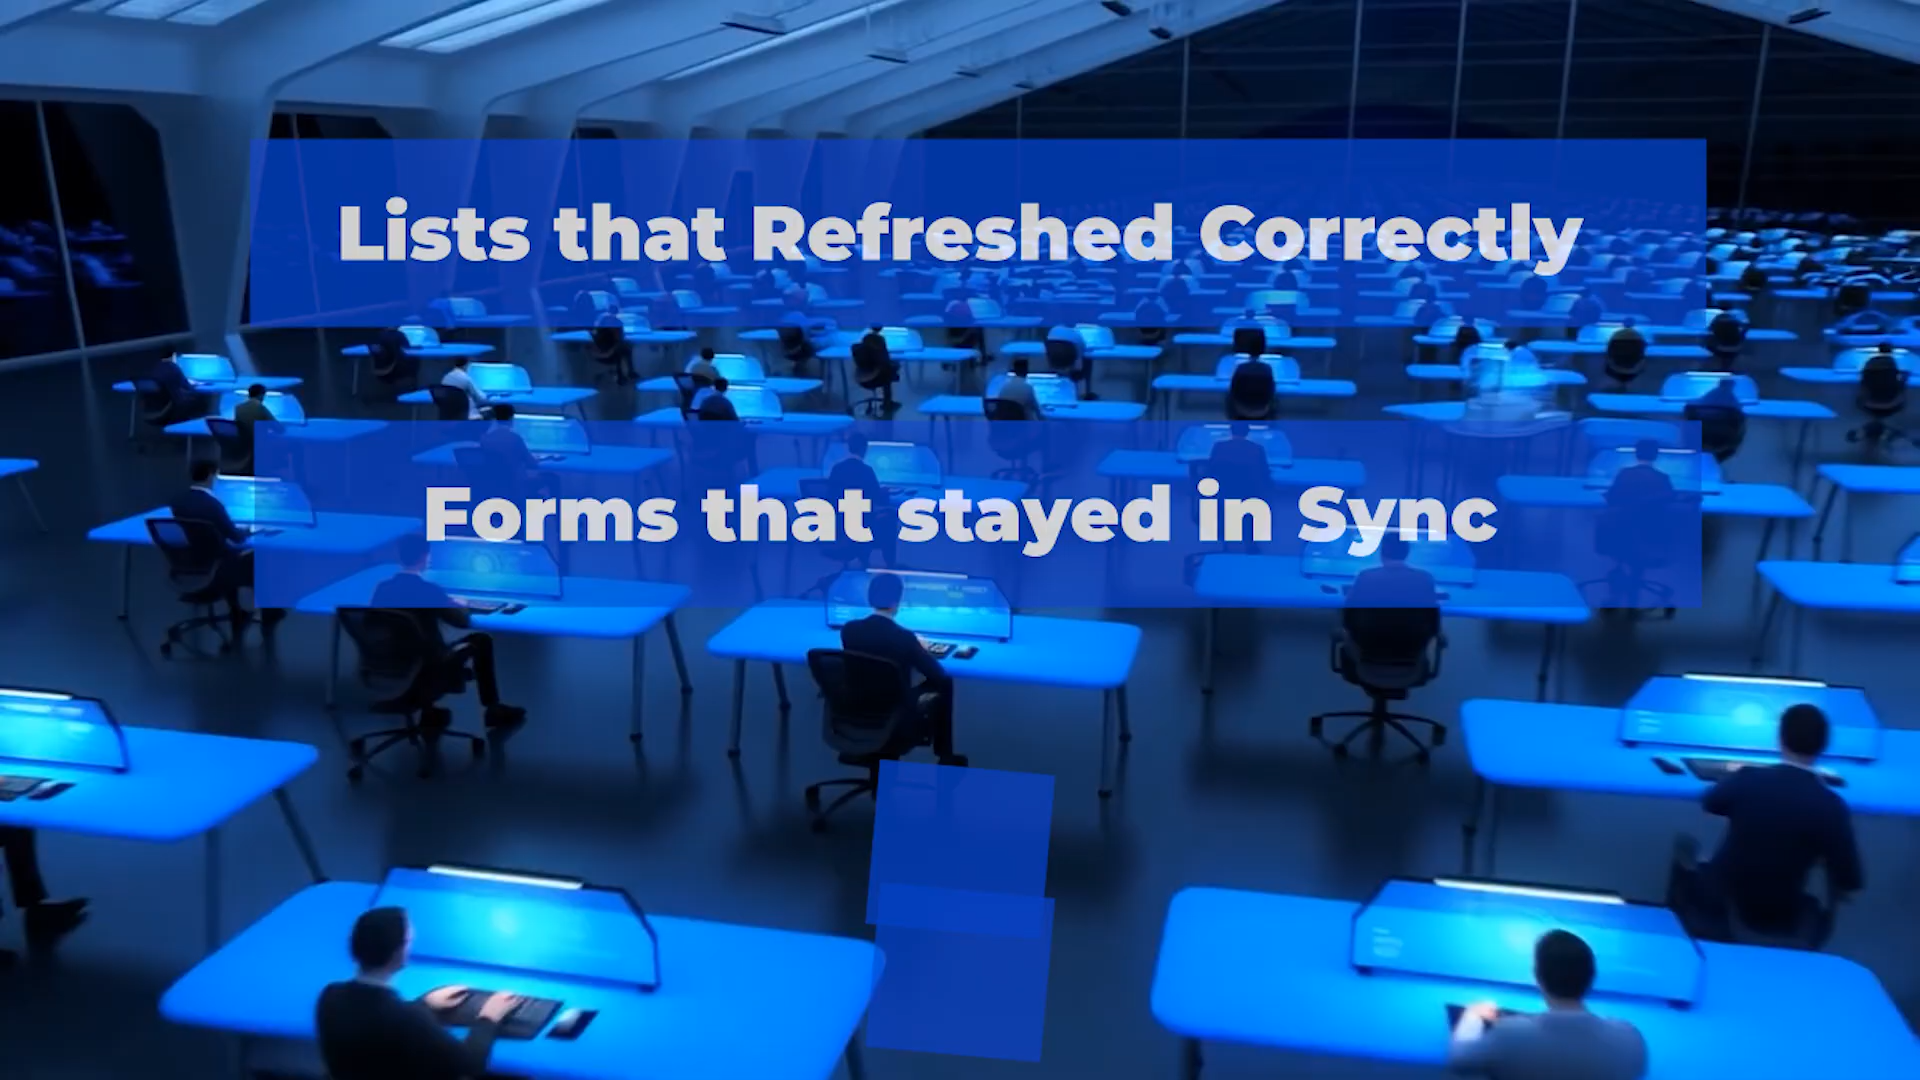 Lists that Refreshed Correctly
Forms that stayed in Sync